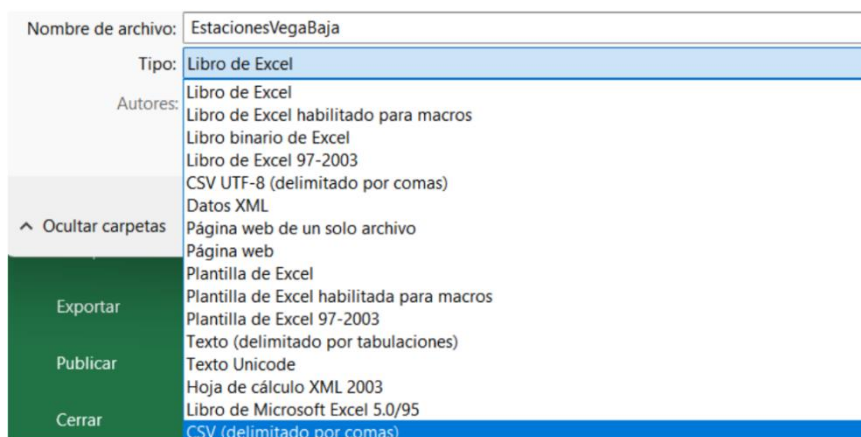 Nombre de archivo: EstacionesVegaBaja
Tipo: Libro de Excel
Autores:
Libro de Excel
Libro de Excel habilitado para macros
Libro binario de Excel
Libro de Excel 97-2003
CSV UTF-8 (delimitado por comas)
Datos XML
Página web de un solo archivo
Página web
Plantilla de Excel
Plantilla de Excel habilitada para macros
Plantilla de Excel 97-2003
Texto (delimitado por tabulaciones)
Texto Unicode
Hoja de cálculo XML 2003
Libro de Microsoft Excel 5.0/95
CSV (delimitado por comas)
Ocultar carpetas
Exportar
Publicar
Cerrar